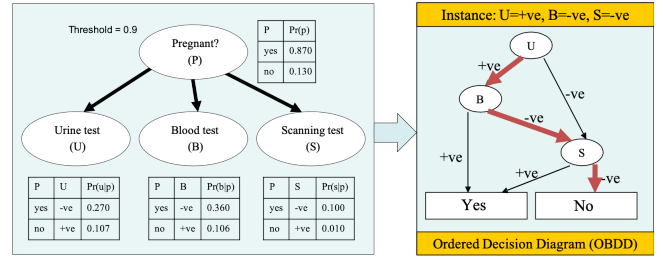 Threshold = 0.9
Pregnant?
(P)
P Pr(p)
yes 0.870
no 0.130
Urine test
(U)
Blood test
(B)
Scanning test
(S)
P U Pr(u|p)
yes -ve 0.270
no +ve 0.107
P B Pr(b|p)
yes -ve 0.360
no +ve 0.106
P S Pr(s|p)
yes -ve 0.100
no +ve 0.010
Instance: U=+ve, B=-ve, S=-ve
U
+ve
-ve
B
-ve
+ve
S
+ve
-ve
Yes
No
Ordered Decision Diagram (OBDD)